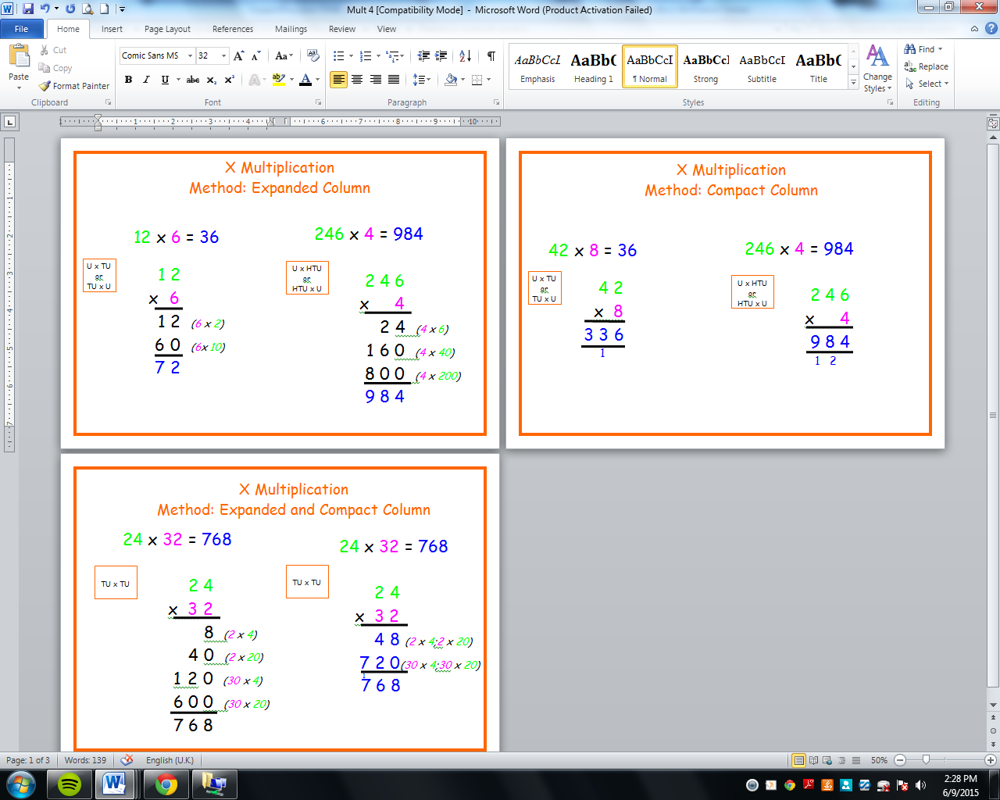 Mult 4 [Compatibility Mode] - Microsoft Word (Product Activation Failed)
File Home Insert Page Layout References Mailings Review View
Paste
Cut
Copy
Format Painter
Clipboard
Comic Sans MS 32
B I U abc x₂ x² A ab A
Font
Paragraph
AaBbCcI AaBbC AaBbCcI AaBbCcI AaBbCcI AaBbC
Emphasis Heading 1 ¶ Normal Strong Subtitle Title
Styles
Change
Styles
Find
Replace
Select
Editing
X Multiplication
Method: Expanded Column
12 x 6 = 36
U x TU
or
TU x U
1 2
x 6
1 2 (6 x 2)
6 0 (6x 10)
7 2
246 x 4 = 984
U x HTU
or
HTU x U
2 4 6
x 4
2 4 (4 x 6)
1 6 0 (4 x 40)
8 0 0 (4 x 200)
9 8 4
X Multiplication
Method: Compact Column
42 x 8 = 36
U x TU
or
TU x U
4 2
x 8
3 3 6
1
246 x 4 = 984
U x HTU
or
HTU x U
2 4 6
x 4
9 8 4
1 2
X Multiplication
Method: Expanded and Compact Column
24 x 32 = 768
TU x TU
2 4
x 3 2
8 (2 x 4)
4 0 (2 x 20)
1 2 0 (30 x 4)
6 0 0 (30 x 20)
7 6 8
24 x 32 = 768
TU x TU
2 4
x 3 2
4 8 (2 x 4;2 x 20)
7 2 0 (30 x 4;30 x 20)
1
7 6 8
Page: 1 of 3 Words: 139 English (U.K.) 50%
2:28 PM
6/9/2015